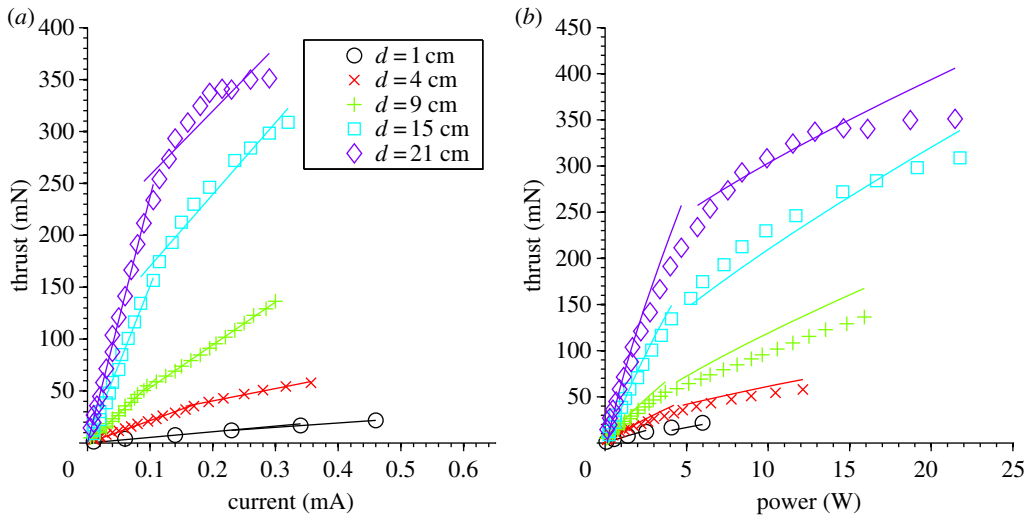 (a)
400
350
300
250
200
150
100
50
thrust (mN)
0
0.1
0.2
0.3
0.4
0.5
0.6
current (mA)
d = 1 cm
d = 4 cm
d = 9 cm
d = 15 cm
d = 21 cm
(b)
450
400
350
300
250
200
150
100
50
thrust (mN)
0
5
10
15
20
25
power (W)